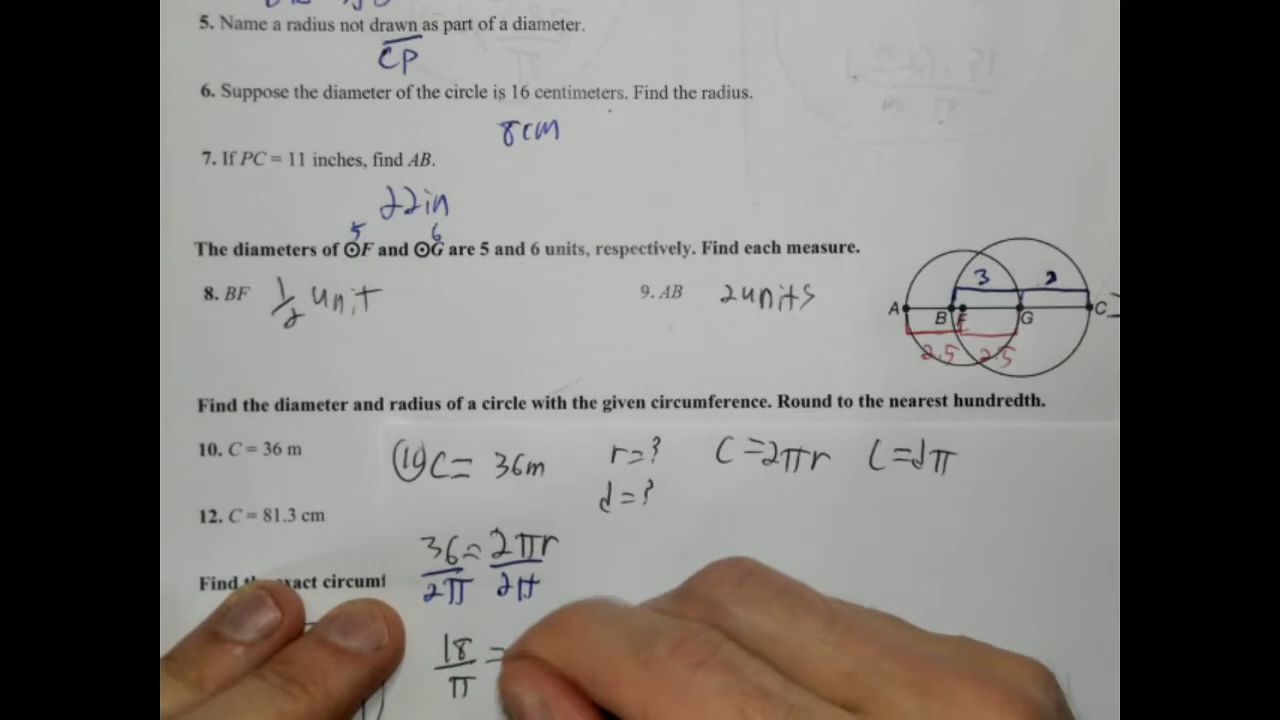 5. Name a radius not drawn as part of a diameter.
CP
6. Suppose the diameter of the circle is 16 centimeters. Find the radius.
8cm
7. If PC = 11 inches, find AB.
22in
5 6
The diameters of ⊙F and ⊙G are 5 and 6 units, respectively. Find each measure.
8. BF 1/2 unit 9. AB 2units
3
A B F G C
2.5 2.5
Find the diameter and radius of a circle with the given circumference. Round to the nearest hundredth.
10. C = 36 m
10 C = 36m r=? C=2πr C=dπ
d=?
12. C = 81.3 cm
36=2πr
2π 2π
Find exact
18 =
π